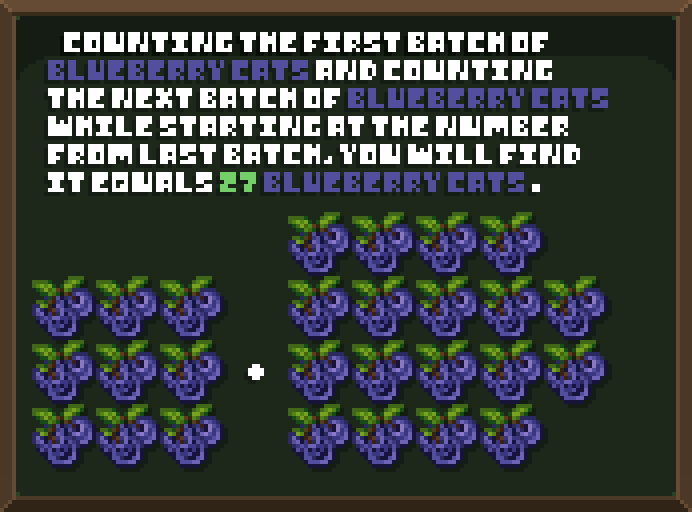 COUNTING THE FIRST BATCH OF
BLUEBERRY CATS AND COUNTING
THE NEXT BATCH OF BLUEBERRY CATS
WHILE STARTING AT THE NUMBER
FROM LAST BATCH, YOU WILL FIND
IT EQUALS 27 BLUEBERRY CATS.